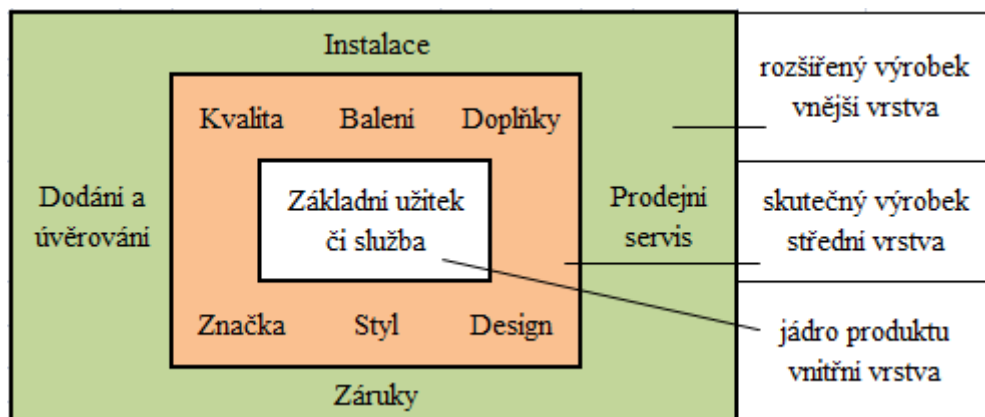 Instalace
Kvalita Balení Doplňky
Základní užitek
či služba
Dodání a
úvěrování
Prodejní
servis
Značka Styl Design
Záruky
rozšířený výrobek
vnější vrstva
skutečný výrobek
střední vrstva
jádro produktu
vnitřní vrstva